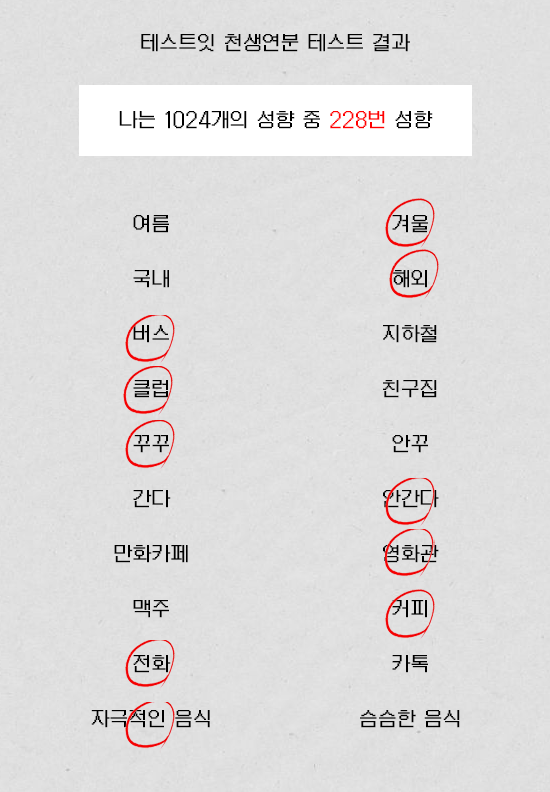 테스트잇 천생연분 테스트 결과
나는 1024개의 성향 중 228번 성향
여름 겨울
국내 해외
버스 지하철
클럽 친구집
꾸꾸 안꾸
간다 안간다
만화카페 영화관
맥주 커피
전화 카톡
자극적인 음식 슴슴한 음식